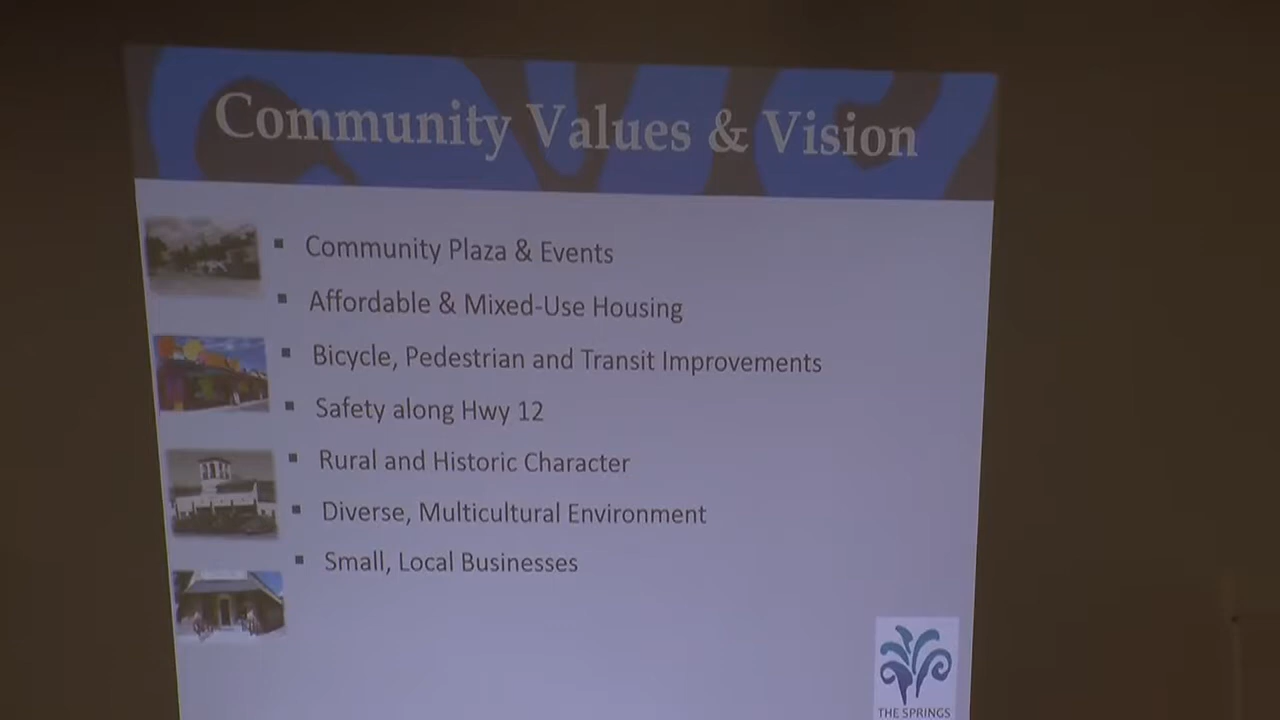 Community Values & Vision
Community Plaza & Events
Affordable & Mixed-Use Housing
Bicycle, Pedestrian and Transit Improvements
Safety along Hwy 12
Rural and Historic Character
Diverse, Multicultural Environment
Small, Local Businesses
THE SPRINGS